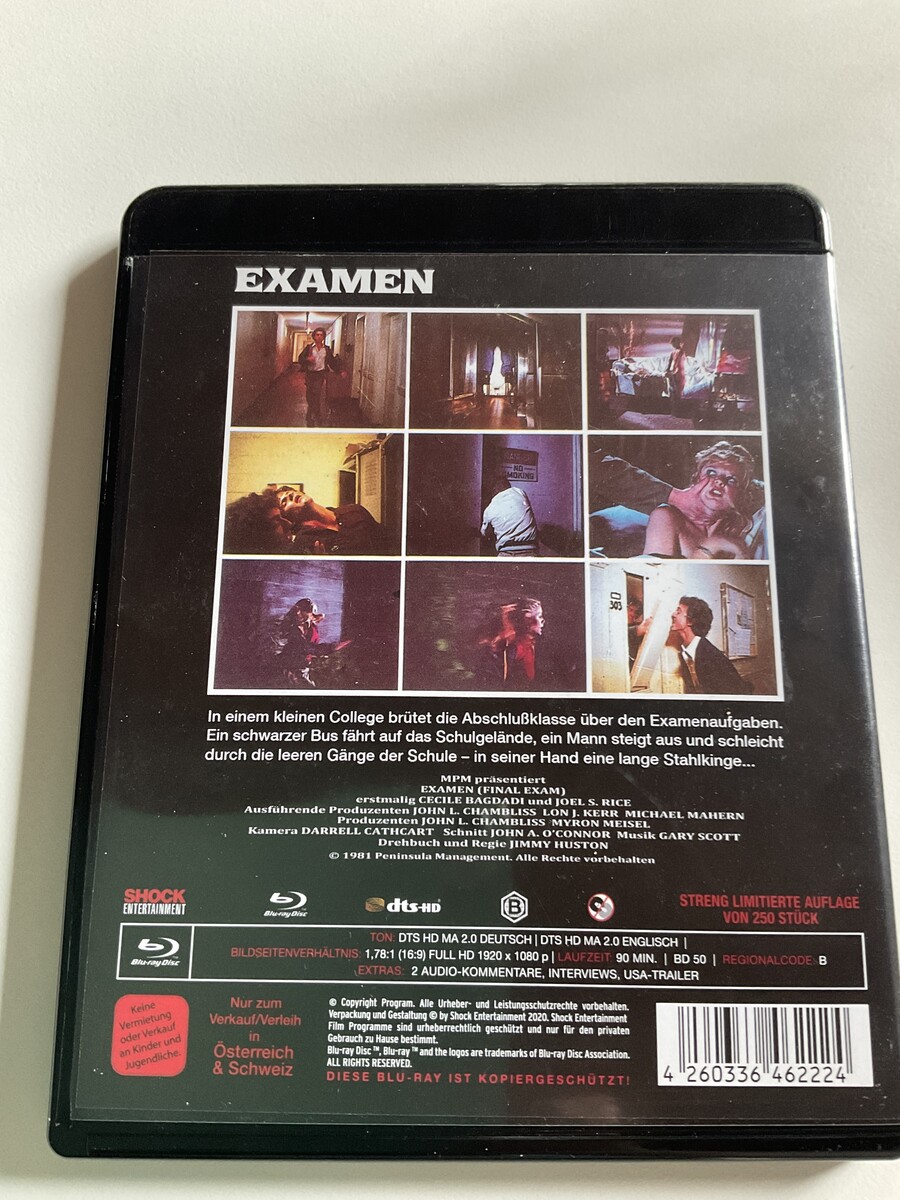 EXAMEN
NO
SMOKING
303
In einem kleinen College brütet die Abschlußklasse über den Examenaufgaben.
Ein schwarzer Bus fährt auf das Schulgelände, ein Mann steigt aus und schleicht
durch die leeren Gänge der Schule – in seiner Hand eine lange Stahlkinge...
MPM präsentiert
EXAMEN (FINAL EXAM)
erstmalig CECILE BAGDADI und JOEL S. RICE
Ausführende Produzenten JOHN L. CHAMBLISS LON J. KERR MICHAEL MAHERN
Produzenten JOHN L. CHAMBLISS MYRON MEISEL
Kamera DARRELL CATHCART Schnitt JOHN A. O'CONNOR Musik GARY SCOTT
Drehbuch und Regie JIMMY HUSTON
© 1981 Peninsula Management. Alle Rechte vorbehalten
SHOCK
ENTERTAINMENT
Blu-ray Disc
dts-HD
B
STRENG LIMITIERTE AUFLAGE
VON 250 STÜCK
Blu-ray Disc
TON: DTS HD MA 2.0 DEUTSCH | DTS HD MA 2.0 ENGLISCH |
BILDSEITENVERHÄLTNIS: 1,78:1 (16:9) FULL HD 1920 x 1080 p | LAUFZEIT: 90 MIN. | BD 50 | REGIONALCODE: B
EXTRAS: 2 AUDIO-KOMMENTARE, INTERVIEWS, USA-TRAILER
Keine
Vermietung
oder Verkauf
an Kinder und
Jugendliche.
Nur zum
Verkauf/Verleih
in
Österreich
& Schweiz
© Copyright Program. Alle Urheber- und Leistungsschutzrechte vorbehalten.
Verpackung und Gestaltung © by Shock Entertainment 2020. Shock Entertainment
Film Programme sind urheberrechtlich geschützt und nur für den privaten
Gebrauch zu Hause bestimmt.
Blu-ray Disc™, Blu-ray™ and the logos are trademarks of Blu-ray Disc Association.
ALL RIGHTS RESERVED.
DIESE BLU-RAY IST KOPIERGESCHÜTZT!
4 260336 462224